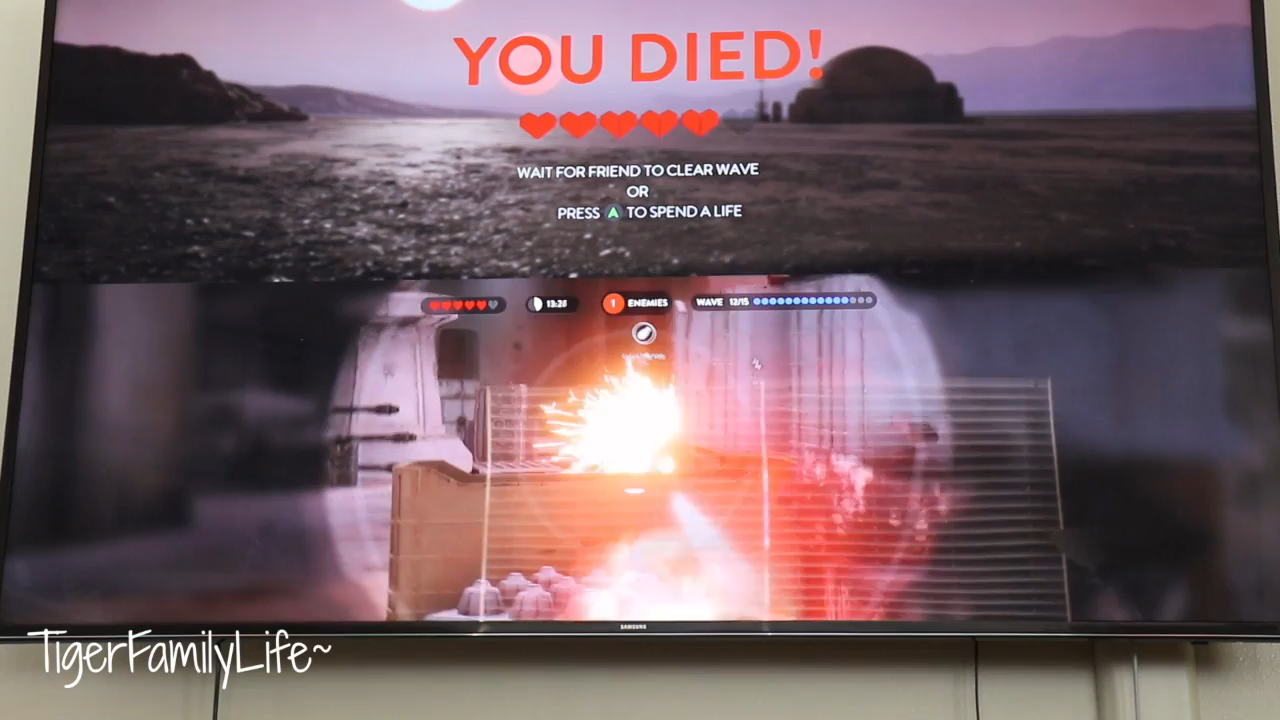 YOU DIED!
WAIT FOR FRIEND TO CLEAR WAVE
OR
PRESS A TO SPEND A LIFE
13:25 1 ENEMIES WAVE 12/15
SAMSUNG
TigerFamilyLife~